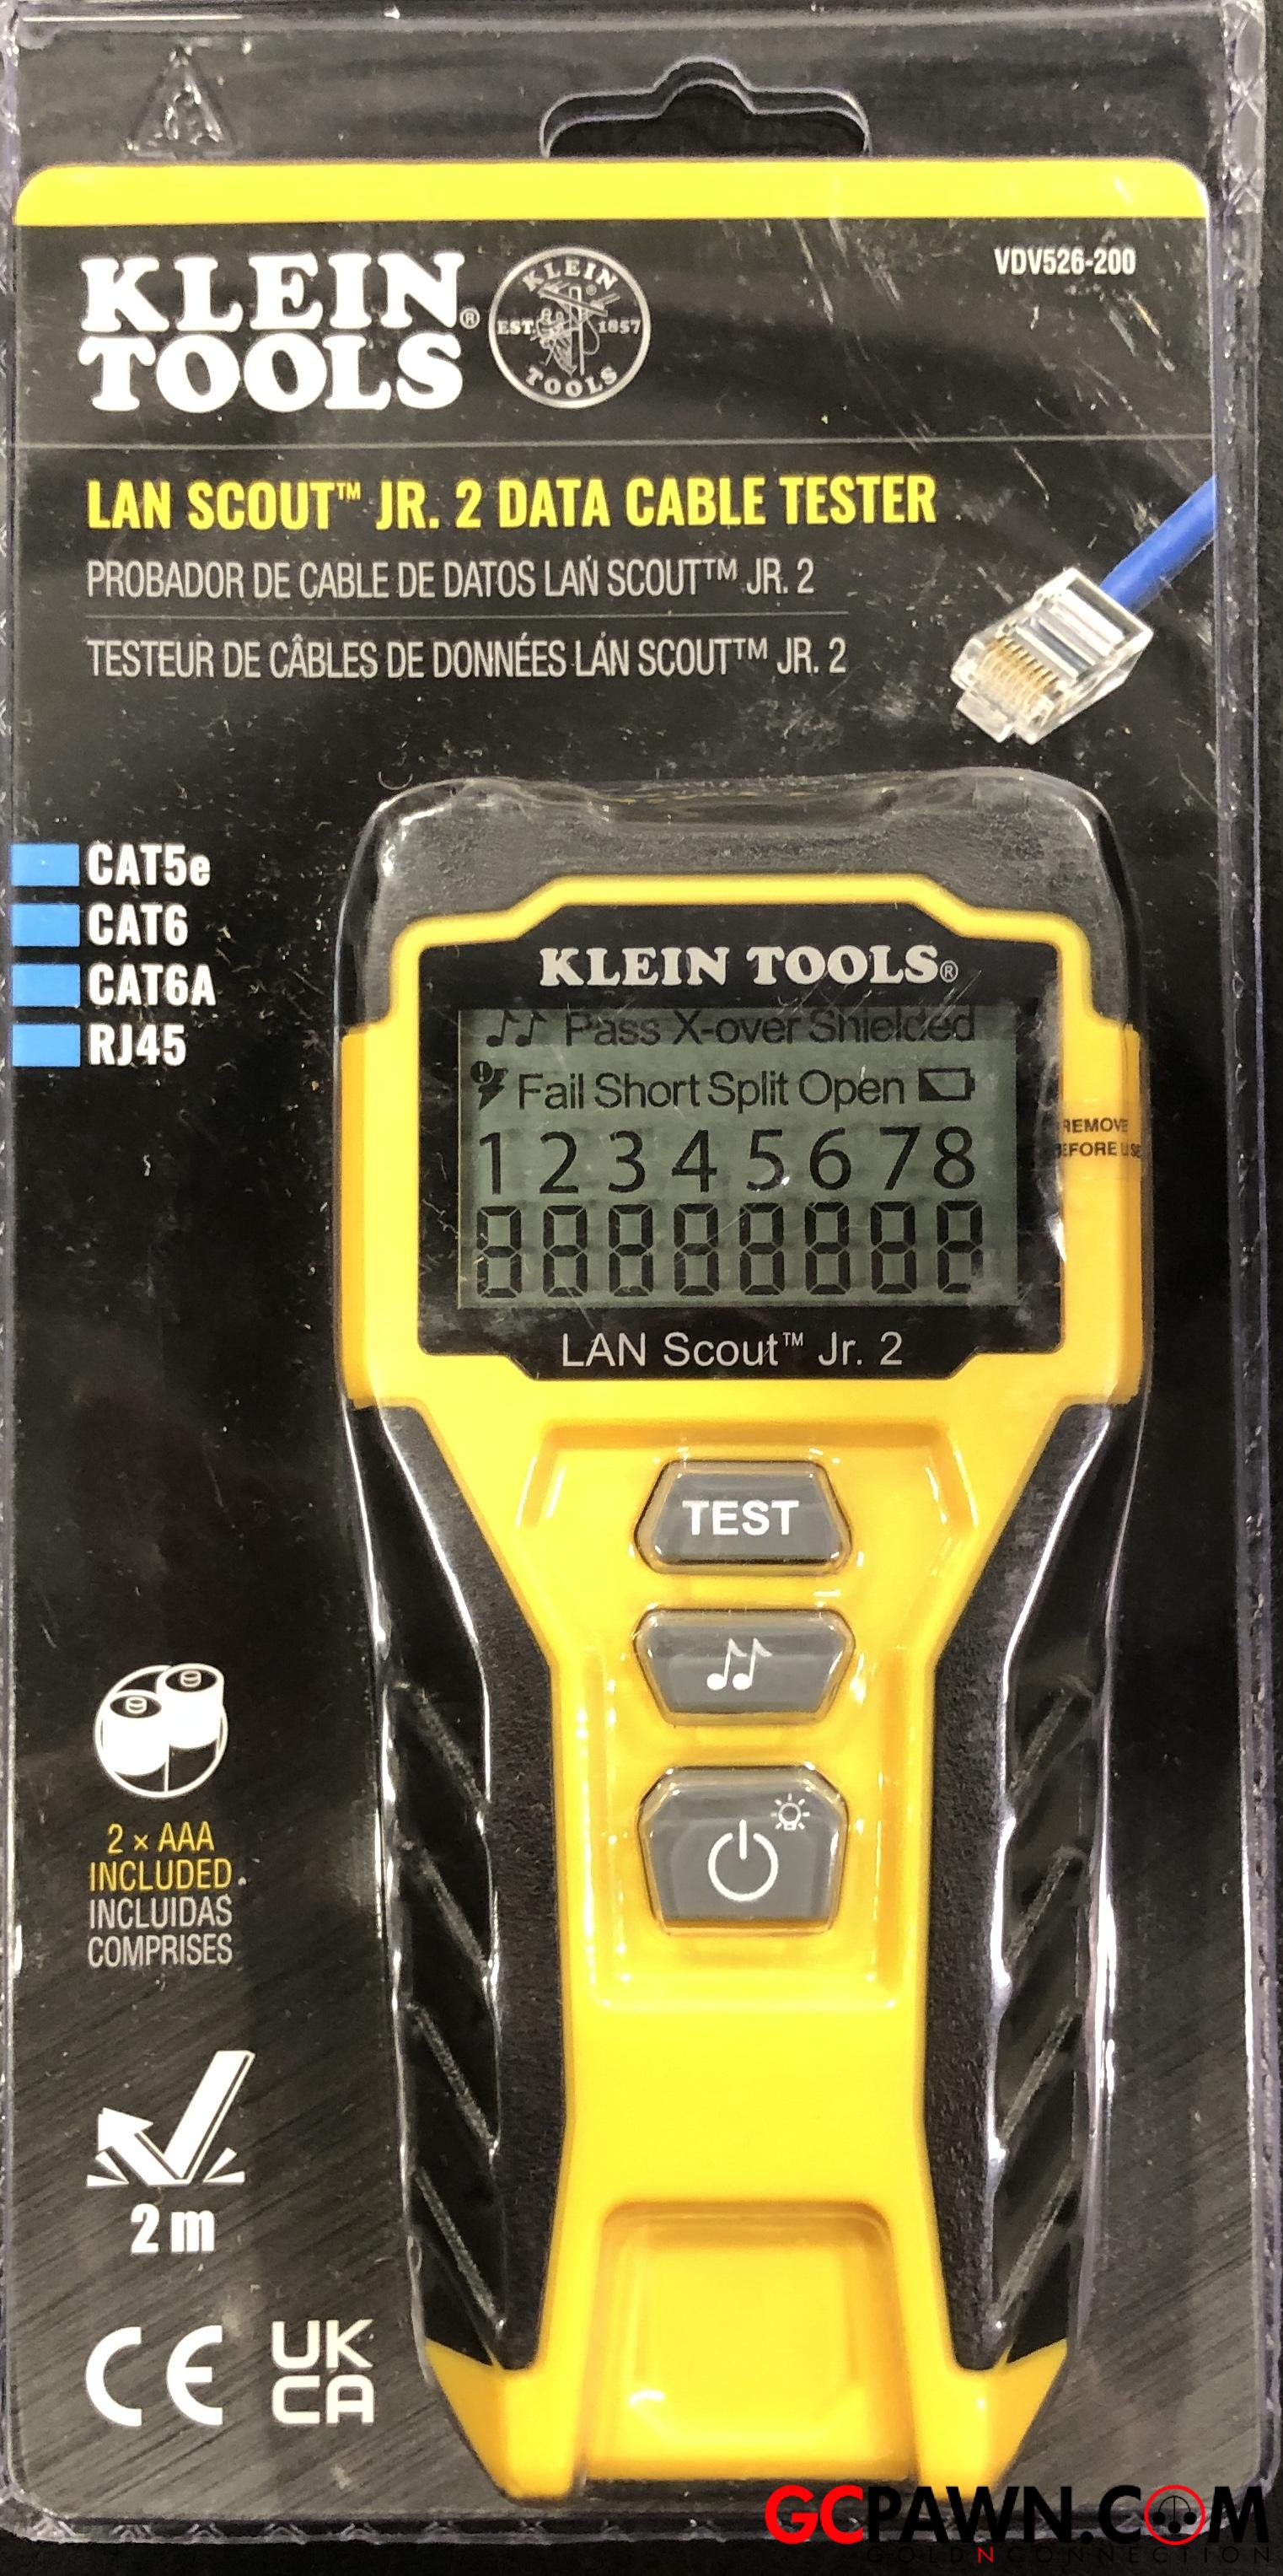 VDV526-200
KLEIN
TOOLS®
KLEIN
EST. 1857
TOOLS
LAN SCOUT™ JR. 2 DATA CABLE TESTER
PROBADOR DE CABLE DE DATOS LAN SCOUT™ JR. 2
TESTEUR DE CÂBLES DE DONNÉES LAN SCOUT™ JR. 2
CAT5e
CAT6
CAT6A
RJ45
KLEIN TOOLS®
Pass X-over Shielded
Fail Short Split Open
1 2 3 4 5 6 7 8
REMOVE
BEFORE USE
LAN Scout™ Jr. 2
TEST
2 × AAA
INCLUDED
INCLUIDAS
COMPRISES
2 m
CE
UK
CA
GCPAWN.COM
GOLDNCONNECTION